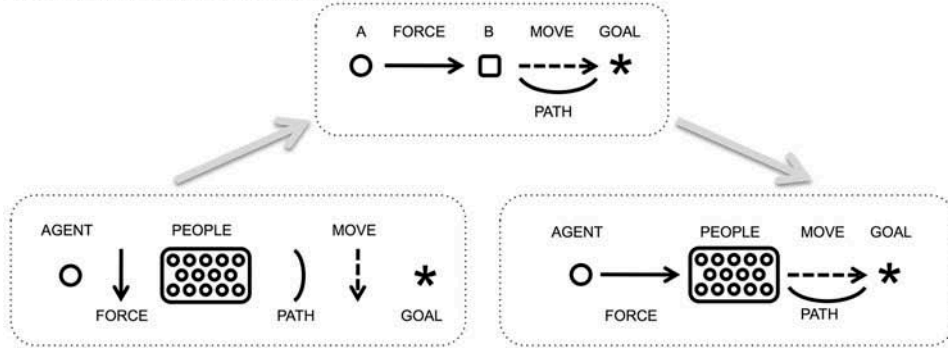 A FORCE B MOVE GOAL
PATH
AGENT PEOPLE MOVE
FORCE PATH GOAL
AGENT PEOPLE MOVE GOAL
FORCE PATH